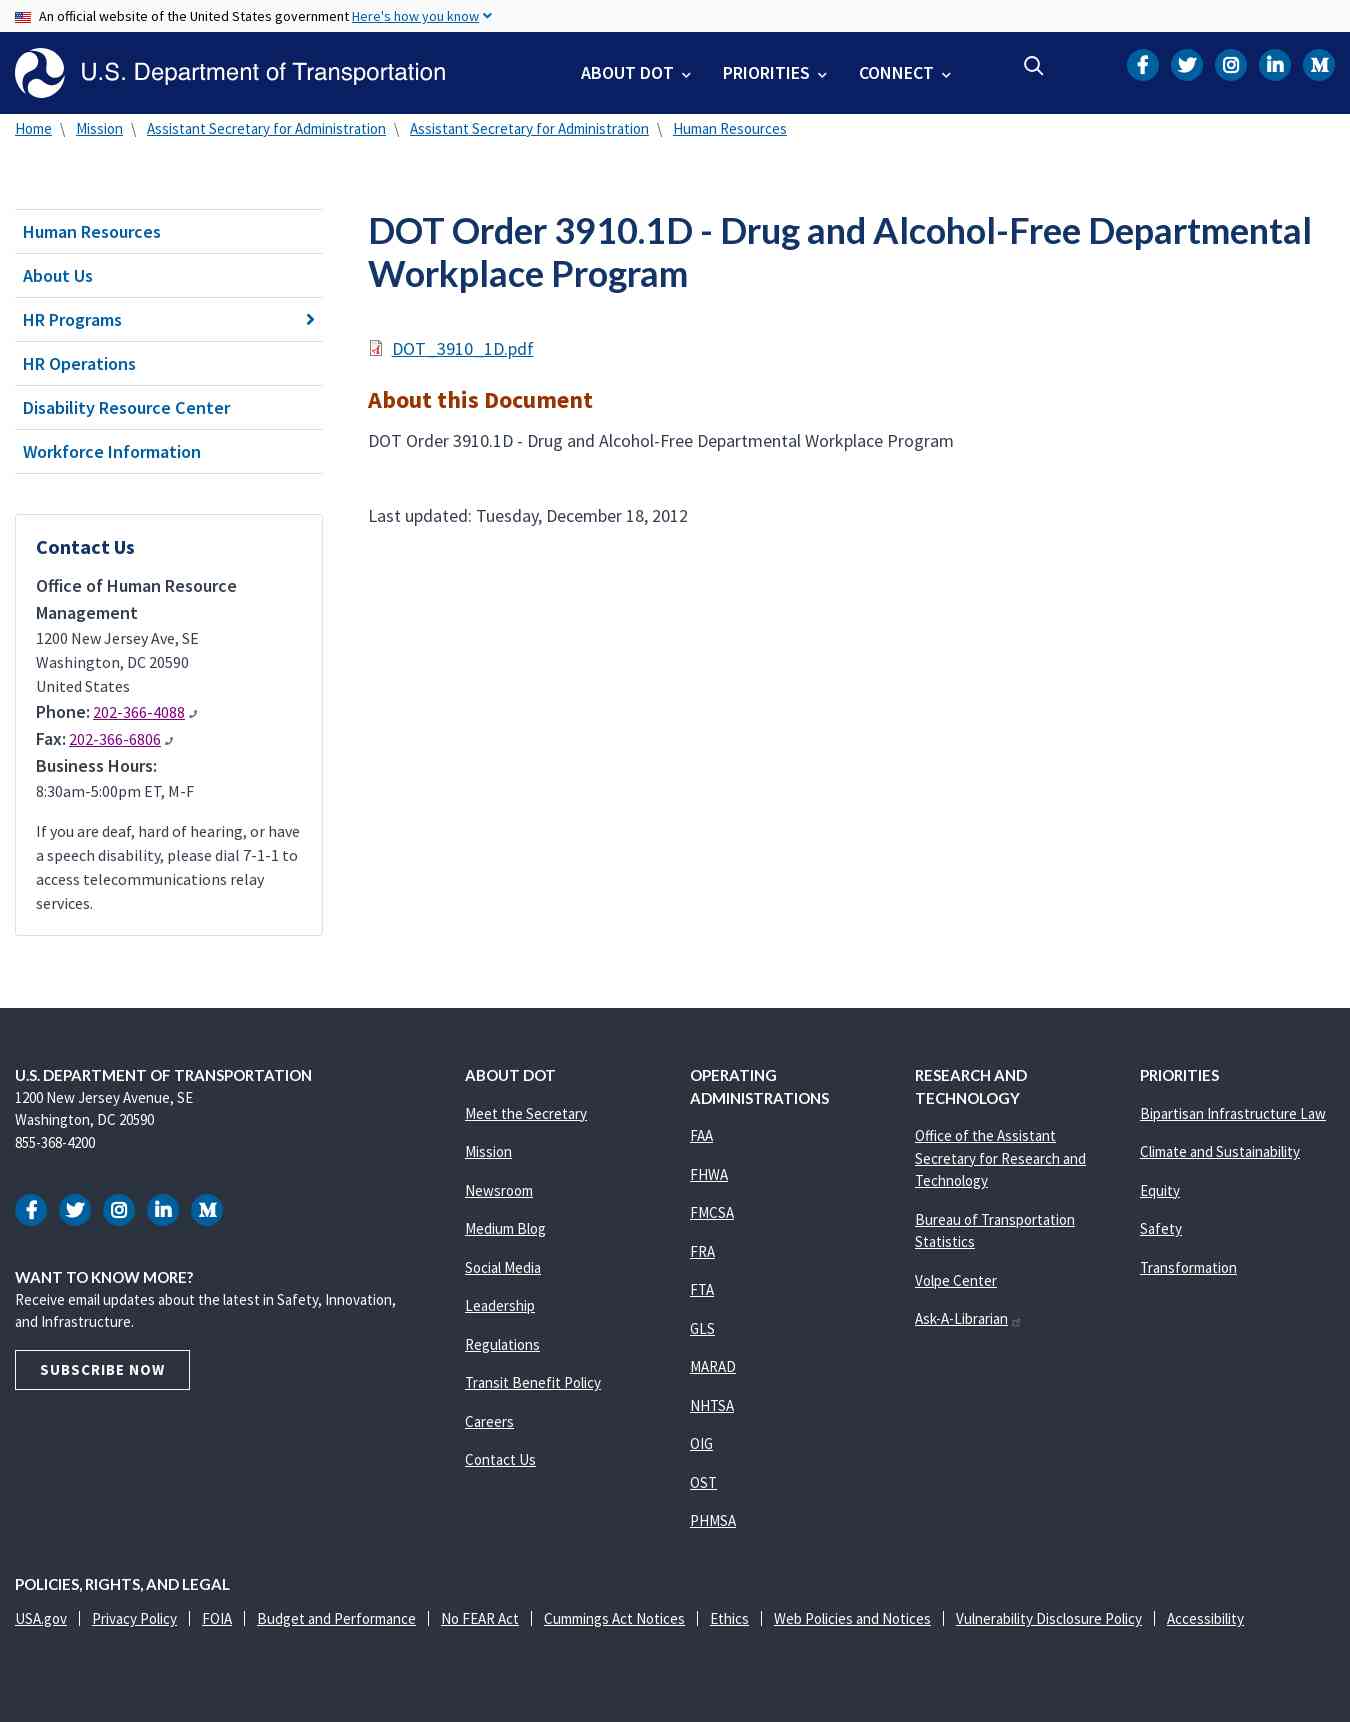 An official website of the United States government Here's how you know
U.S. Department of Transportation
ABOUT DOT
PRIORITIES
CONNECT
Home \ Mission \ Assistant Secretary for Administration \ Assistant Secretary for Administration \ Human Resources
Human Resources
About Us
HR Programs
HR Operations
Disability Resource Center
Workforce Information
Contact Us
Office of Human Resource
Management
1200 New Jersey Ave, SE
Washington, DC 20590
United States
Phone: 202-366-4088
Fax: 202-366-6806
Business Hours:
8:30am-5:00pm ET, M-F
If you are deaf, hard of hearing, or have
a speech disability, please dial 7-1-1 to
access telecommunications relay
services.
DOT Order 3910.1D - Drug and Alcohol-Free Departmental
Workplace Program
DOT_3910_1D.pdf
About this Document
DOT Order 3910.1D - Drug and Alcohol-Free Departmental Workplace Program
Last updated: Tuesday, December 18, 2012
U.S. DEPARTMENT OF TRANSPORTATION
1200 New Jersey Avenue, SE
Washington, DC 20590
855-368-4200
WANT TO KNOW MORE?
Receive email updates about the latest in Safety, Innovation,
and Infrastructure.
SUBSCRIBE NOW
ABOUT DOT
Meet the Secretary
Mission
Newsroom
Medium Blog
Social Media
Leadership
Regulations
Transit Benefit Policy
Careers
Contact Us
OPERATING
ADMINISTRATIONS
FAA
FHWA
FMCSA
FRA
FTA
GLS
MARAD
NHTSA
OIG
OST
PHMSA
RESEARCH AND
TECHNOLOGY
Office of the Assistant
Secretary for Research and
Technology
Bureau of Transportation
Statistics
Volpe Center
Ask-A-Librarian
PRIORITIES
Bipartisan Infrastructure Law
Climate and Sustainability
Equity
Safety
Transformation
POLICIES, RIGHTS, AND LEGAL
USA.gov | Privacy Policy | FOIA | Budget and Performance | No FEAR Act | Cummings Act Notices | Ethics | Web Policies and Notices | Vulnerability Disclosure Policy | Accessibility